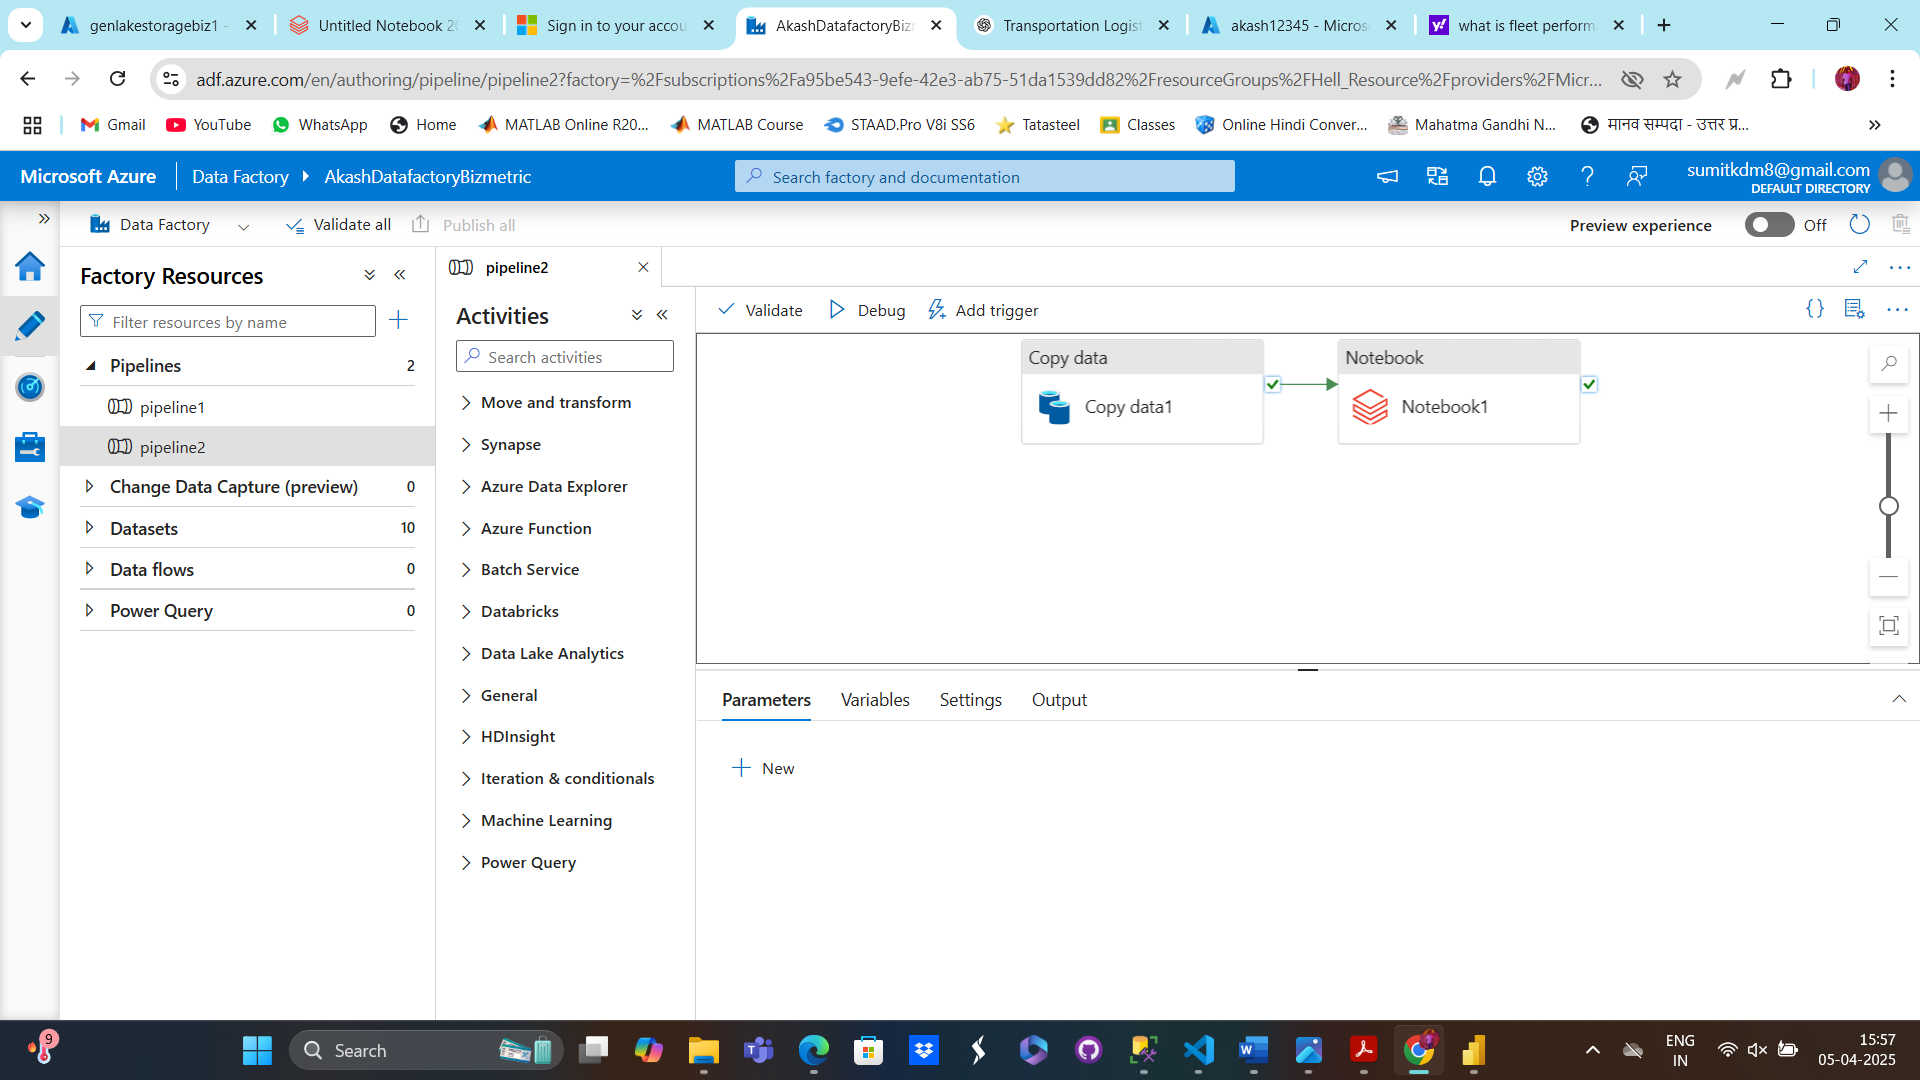 genlakestoragebiz1 -
Untitled Notebook 20
Sign in to your accou
AkashDatafactoryBizm
Transportation Logist
akash12345 - Micros
what is fleet perform
adf.azure.com/en/authoring/pipeline/pipeline2?factory=%2Fsubscriptions%2Fa95be543-9efe-42e3-ab75-51da1539dd82%2FresourceGroups%2FHell_Resource%2Fproviders%2FMicr...
Gmail
YouTube
WhatsApp
Home
MATLAB Online R20...
MATLAB Course
STAAD.Pro V8i SS6
Tatasteel
Classes
Online Hindi Conver...
Mahatma Gandhi N...
मानव सम्पदा - उत्तर प्र...
Microsoft Azure
Data Factory
AkashDatafactoryBizmetric
Search factory and documentation
sumitkdm8@gmail.com
DEFAULT DIRECTORY
Data Factory
Validate all
Publish all
Preview experience
Off
Factory Resources
Filter resources by name
Pipelines 2
pipeline1
pipeline2
Change Data Capture (preview) 0
Datasets 10
Data flows 0
Power Query 0
pipeline2
Activities
Search activities
Move and transform
Synapse
Azure Data Explorer
Azure Function
Batch Service
Databricks
Data Lake Analytics
General
HDInsight
Iteration & conditionals
Machine Learning
Power Query
Validate
Debug
Add trigger
Copy data
Copy data1
Notebook
Notebook1
Parameters
Variables
Settings
Output
New
9
Search
ENG
IN
15:57
05-04-2025